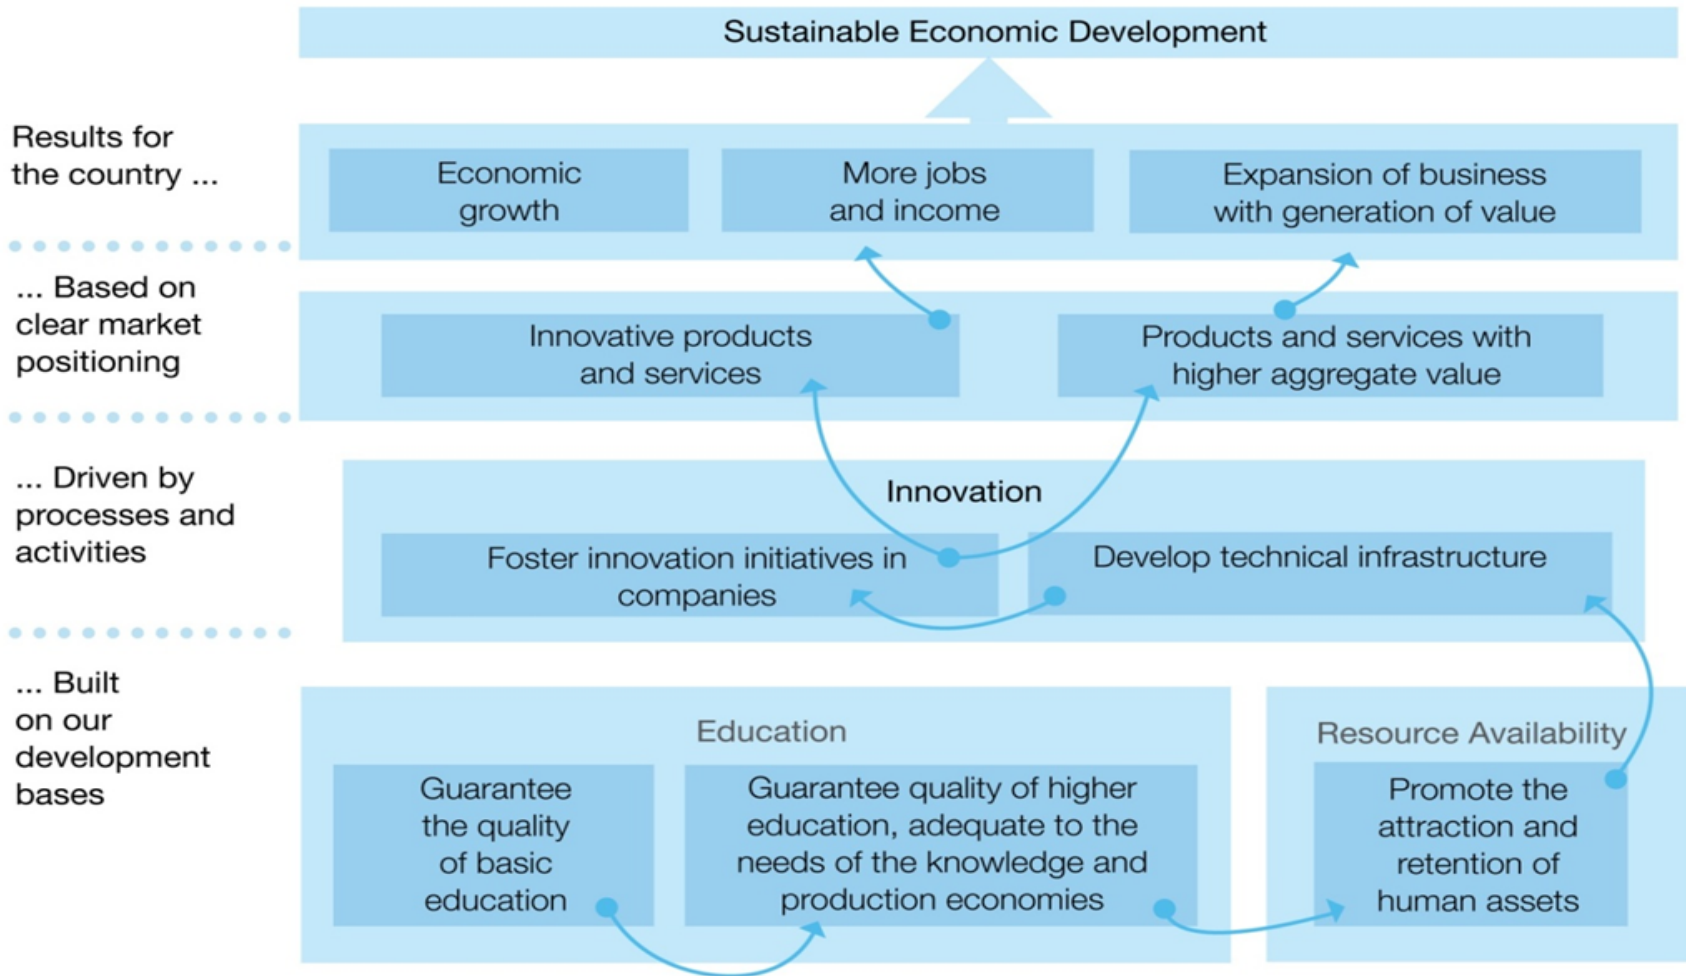 Sustainable Economic Development
Results for
the country ...
Economic
growth
More jobs
and income
Expansion of business
with generation of value
... Based on
clear market
positioning
Innovative products
and services
Products and services with
higher aggregate value
... Driven by
processes and
activities
Innovation
Foster innovation initiatives in
companies
Develop technical infrastructure
... Built
on our
development
bases
Education
Guarantee
the quality
of basic
education
Guarantee quality of higher
education, adequate to the
needs of the knowledge and
production economies
Resource Availability
Promote the
attraction and
retention of
human assets